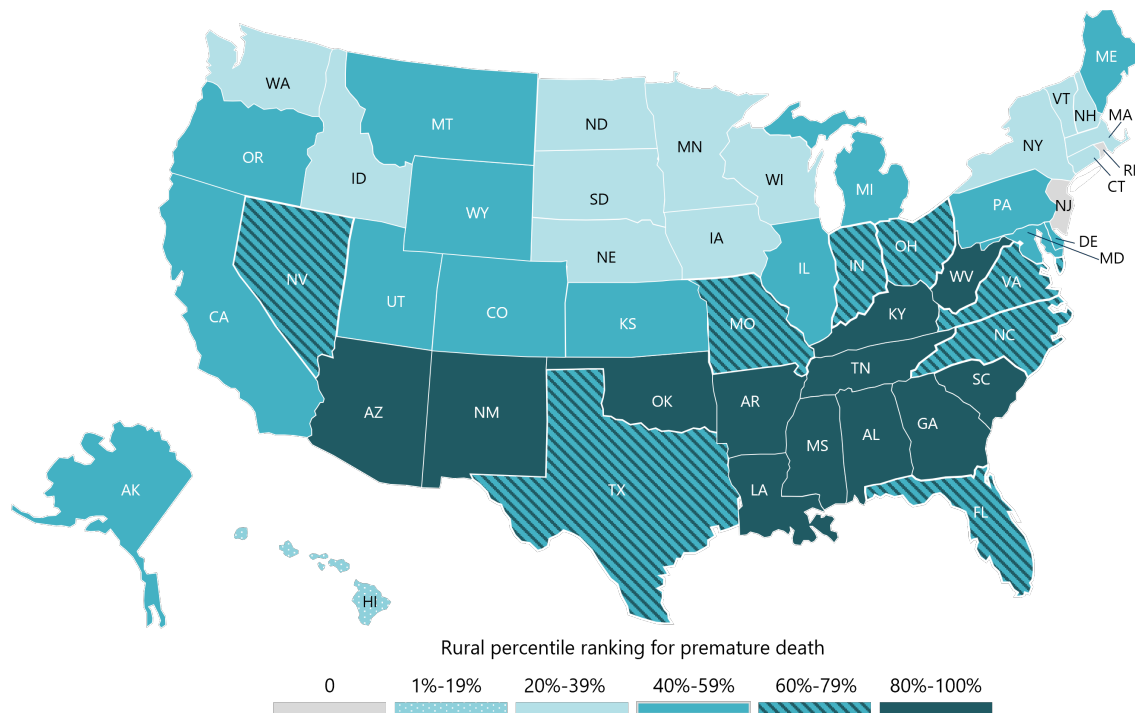 ME
WA
VT
NH
MA
MT
ND
MN
NY
OR
RI
ID
WI
CT
SD
MI
WY
PA
NJ
IA
DE
NE
OH
MD
IL
IN
WV
VA
NV
UT
CO
CA
KS
MO
KY
NC
TN
SC
AZ
NM
OK
AR
GA
MS
AL
AK
TX
LA
FL
HI
Rural percentile ranking for premature death
0 1%-19% 20%-39% 40%-59% 60%-79% 80%-100%